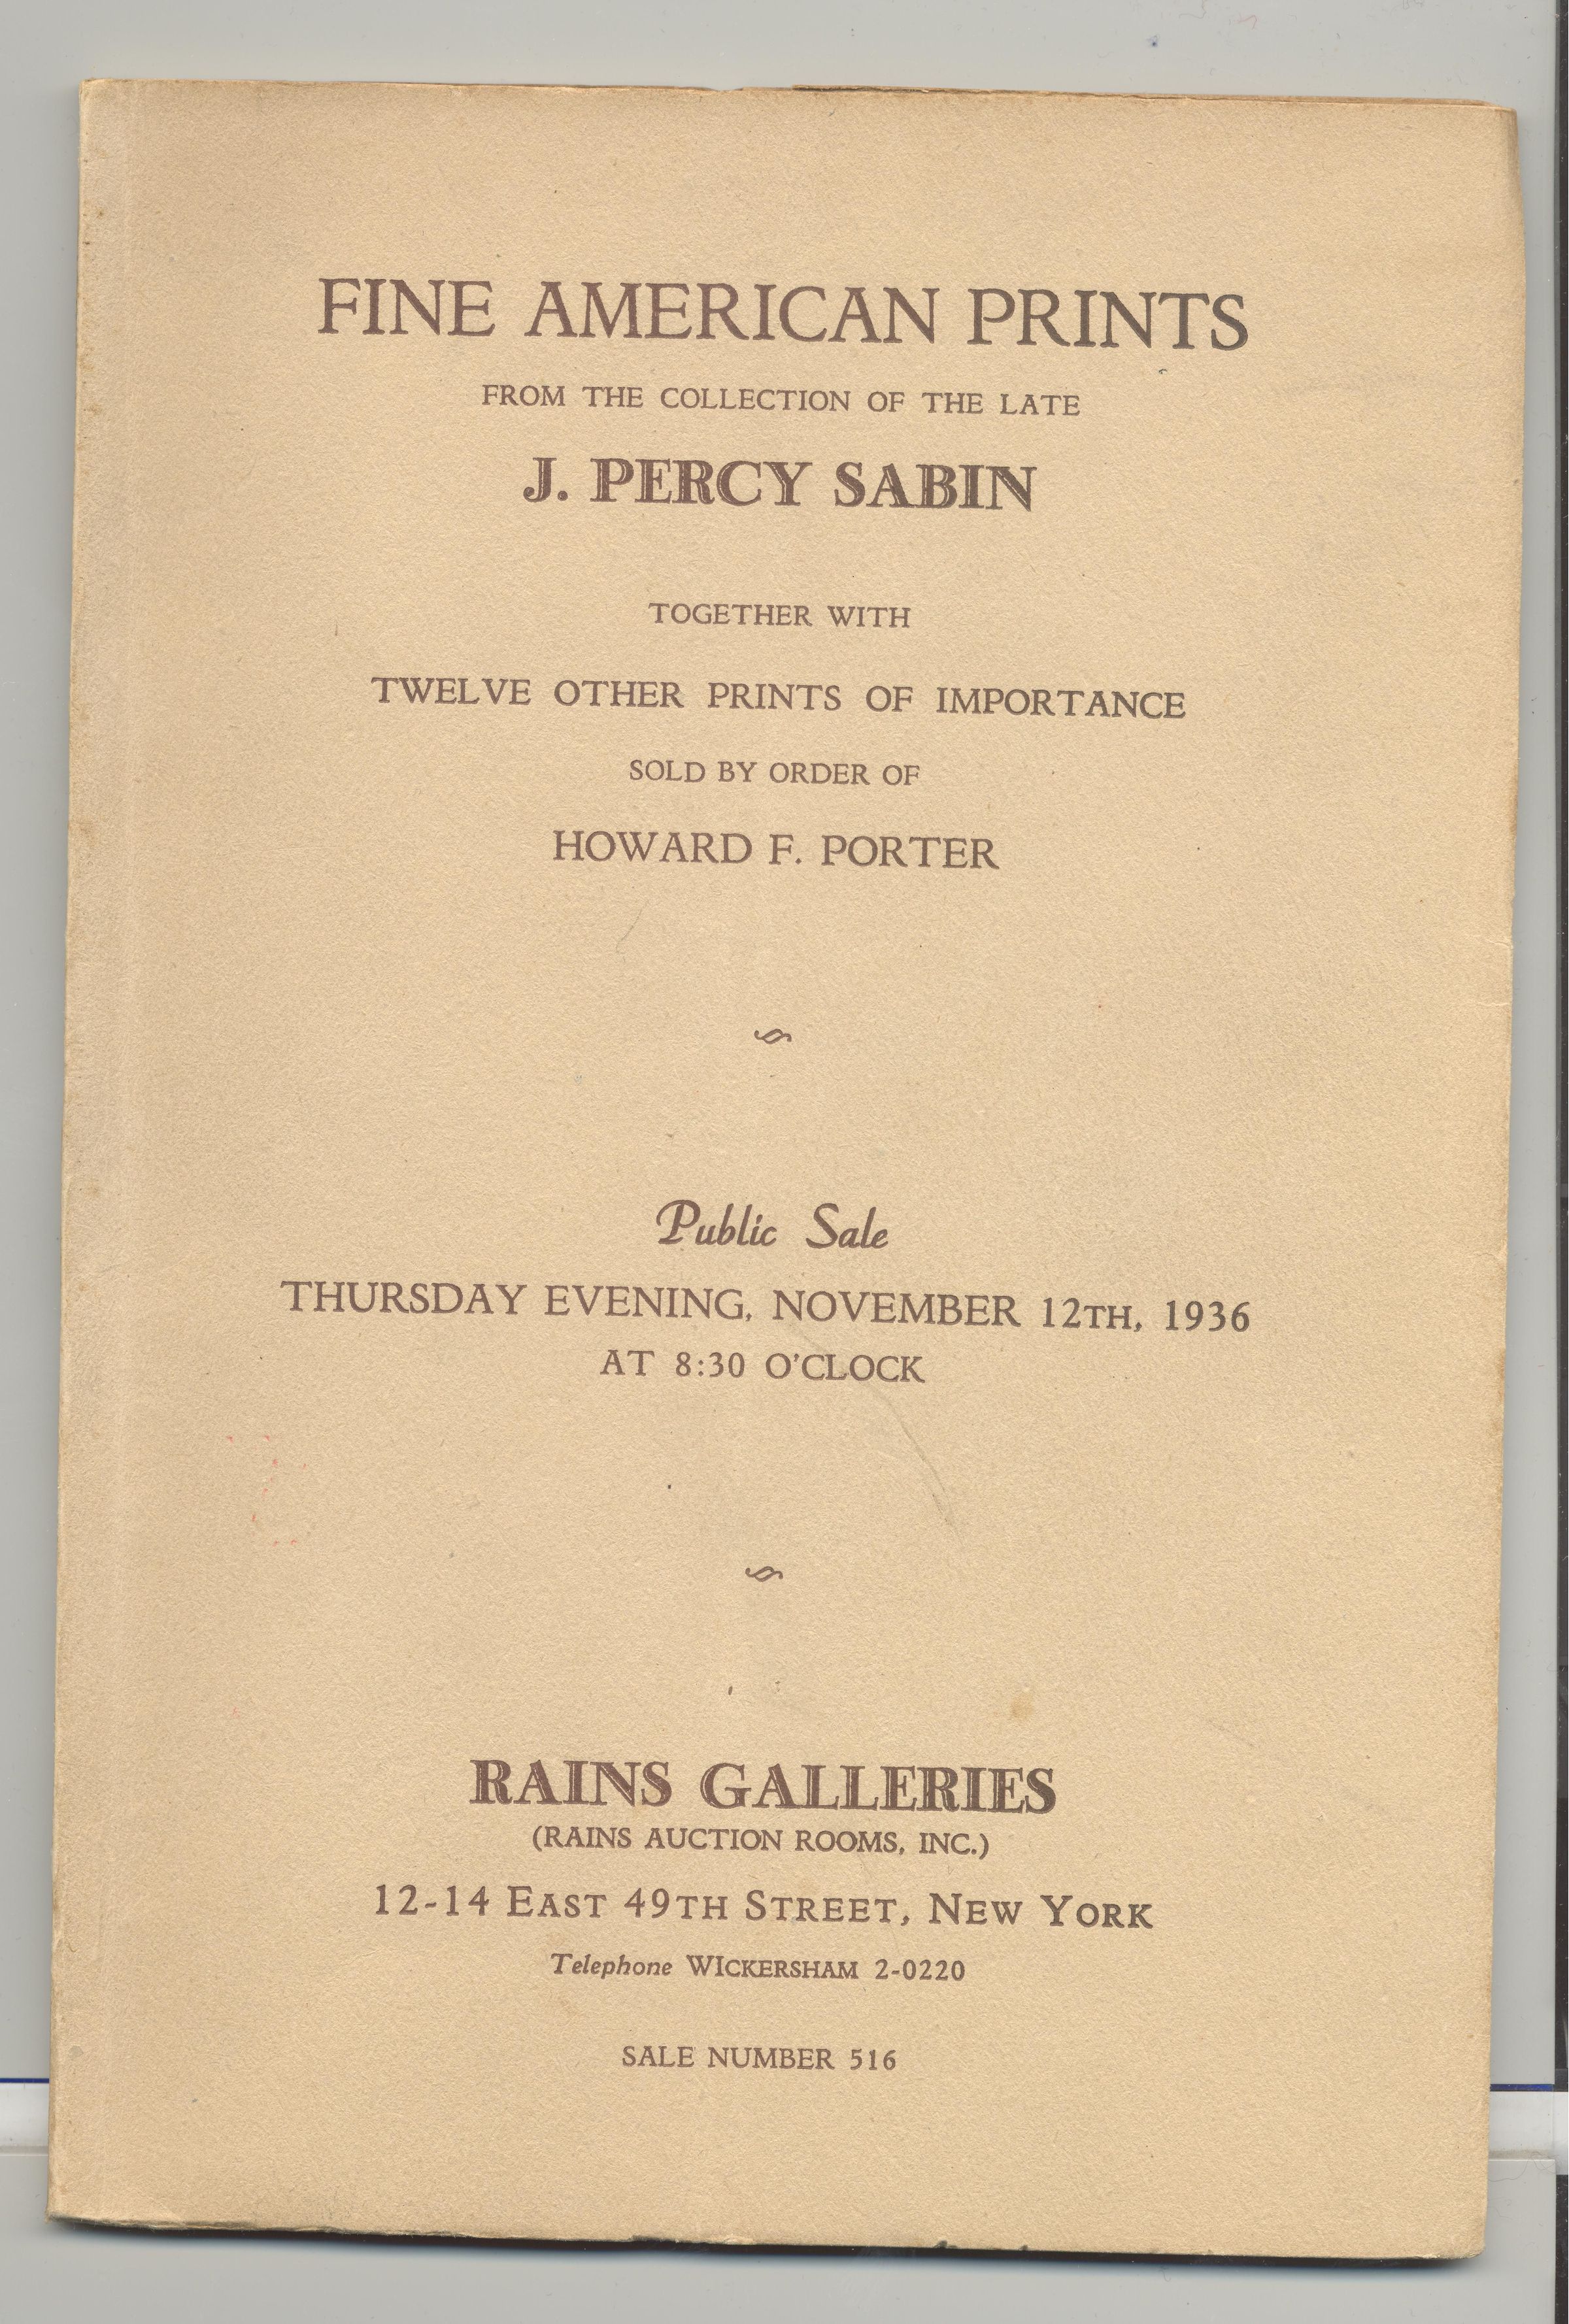 FINE AMERICAN PRINTS
FROM THE COLLECTION OF THE LATE
J. PERCY SABIN
TOGETHER WITH
TWELVE OTHER PRINTS OF IMPORTANCE
SOLD BY ORDER OF
HOWARD F. PORTER
Public Sale
THURSDAY EVENING, NOVEMBER 12TH, 1936
AT 8:30 O'CLOCK
RAINS GALLERIES
(RAINS AUCTION ROOMS, INC.)
12-14 EAST 49TH STREET, NEW YORK
Telephone WICKERSHAM 2-0220
SALE NUMBER 516